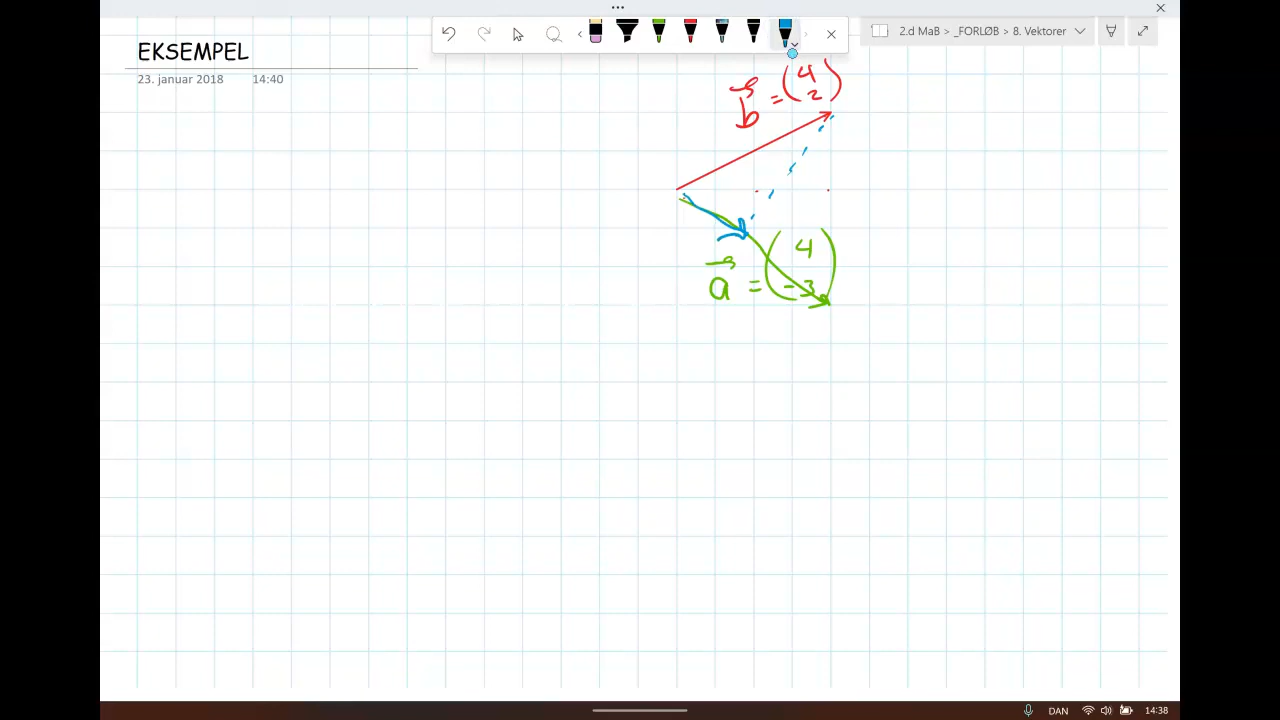 2.d MaB > _FORLØB > 8. Vektorer
EKSEMPEL
23. januar 2018 14:40
b = (4
2)
a = (4
-3)
DAN 14:38